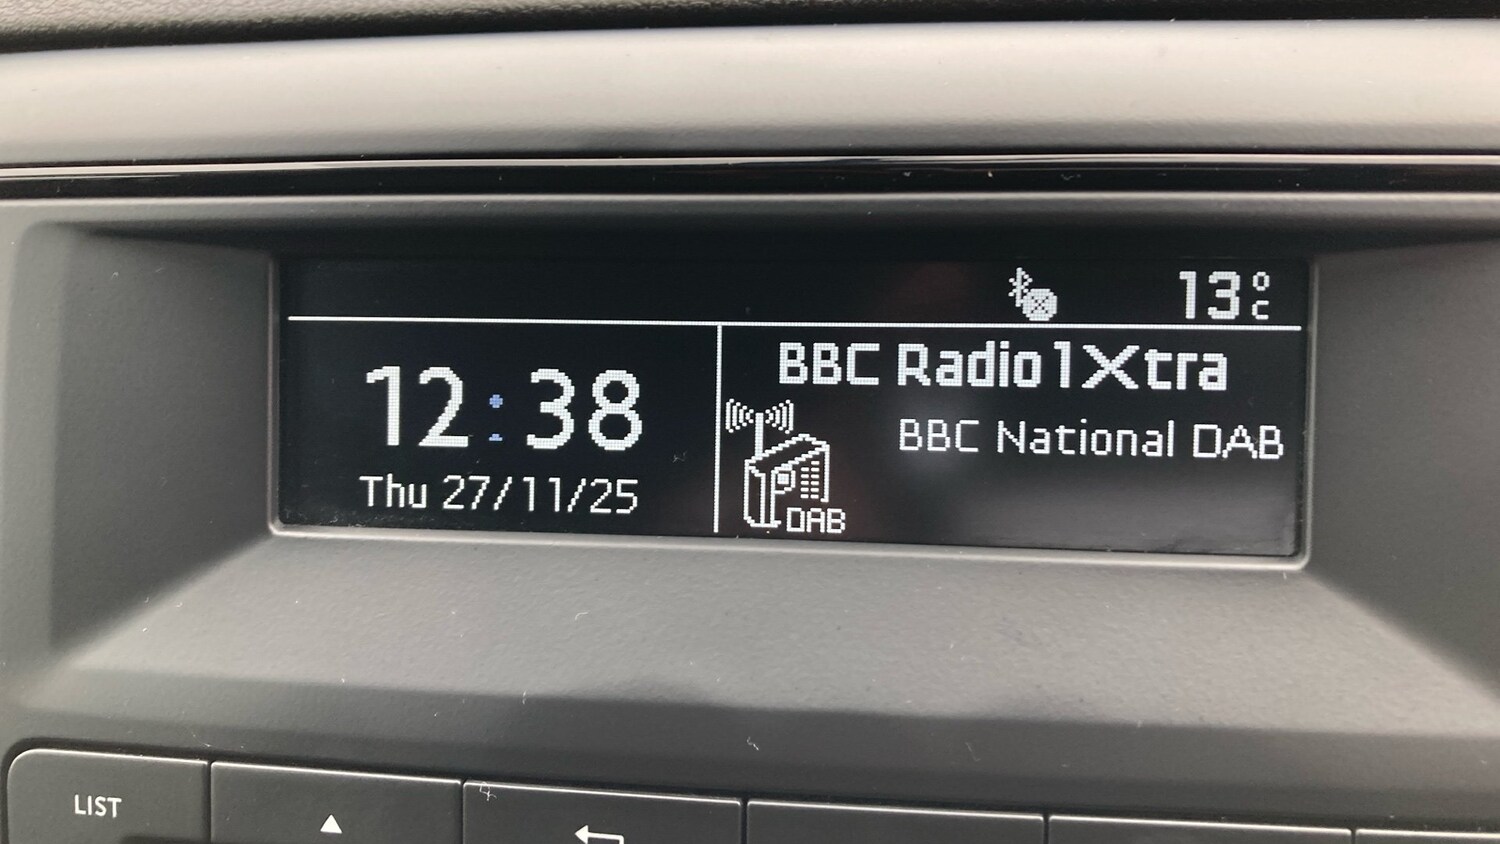 13°C
12:38
Thu 27/11/25
BBC Radio 1Xtra
BBC National DAB
DAB
LIST